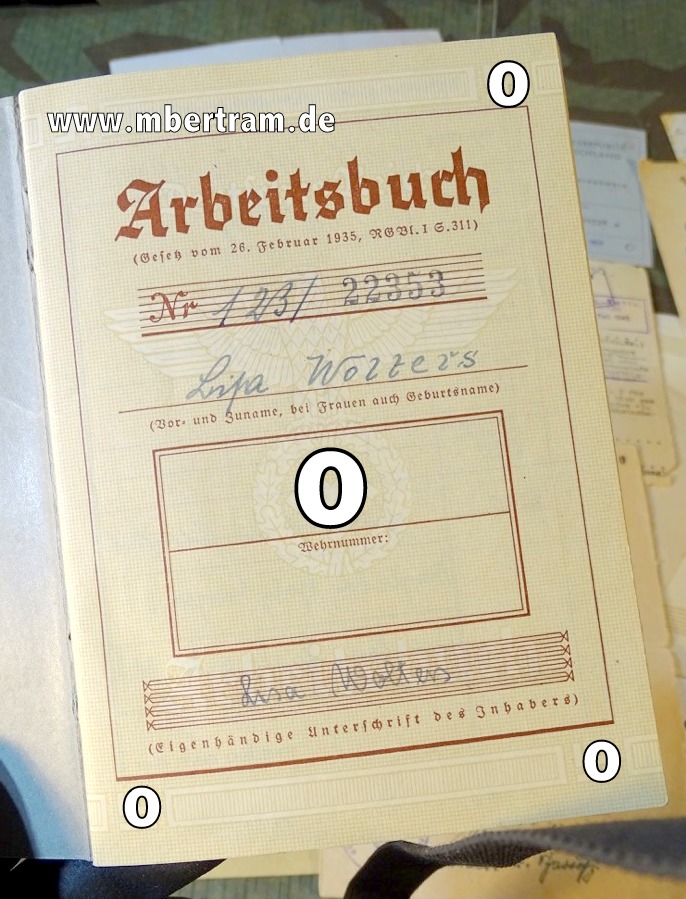 www.mbertram.de
0
Arbeitsbuch
(Gesetz vom 26. Februar 1935, RGBl. I S. 311)
Nr 123/ 22353
Lisa Wolters
(Vor- und Zuname, bei Frauen auch Geburtsname)
0
Wehrnummer:
Lisa Wolters
(Eigenhändige Unterschrift des Inhabers)
0
0